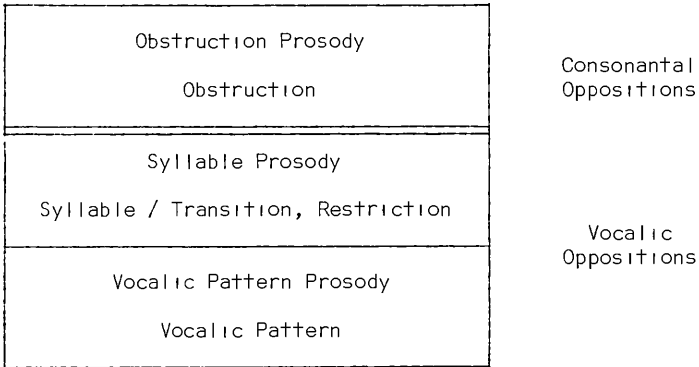 Obstruction Prosody
Obstruction
Consonantal
Oppositions
Syllable Prosody
Syllable / Transition, Restriction
Vocalic
Oppositions
Vocalic Pattern Prosody
Vocalic Pattern